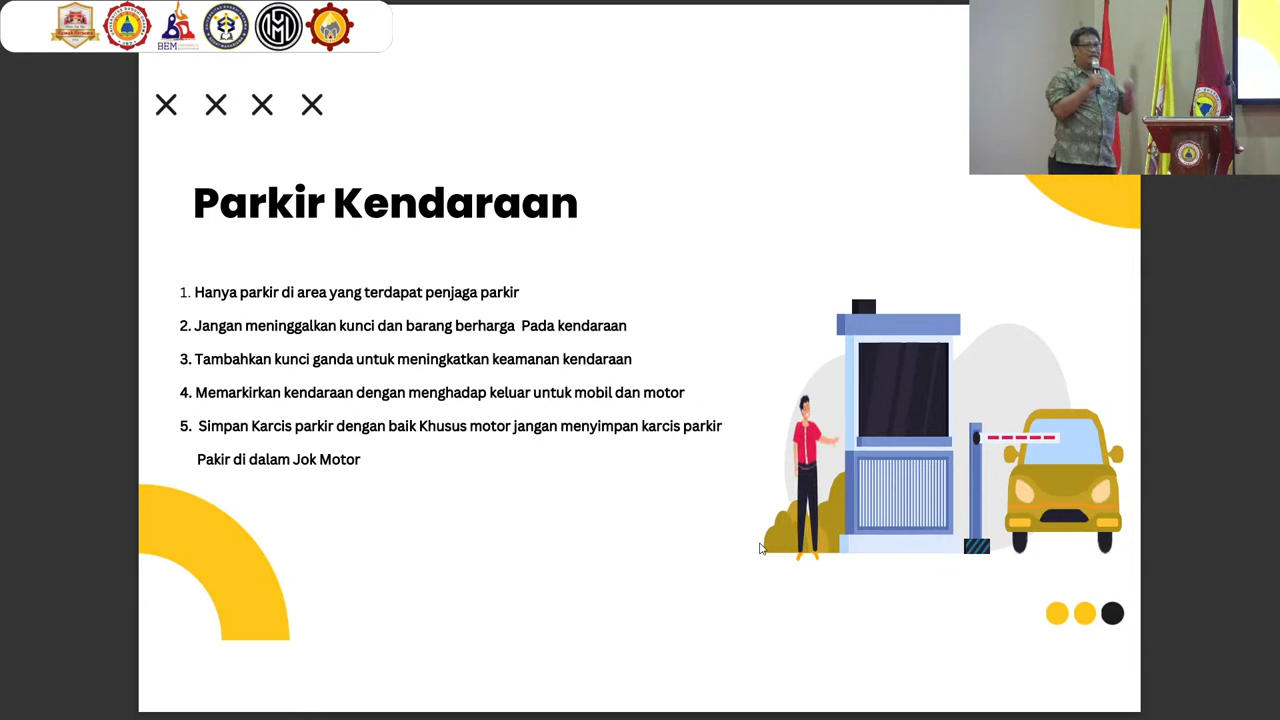 BEM
Parkir Kendaraan
1. Hanya parkir di area yang terdapat penjaga parkir
2. Jangan meninggalkan kunci dan barang berharga Pada kendaraan
3. Tambahkan kunci ganda untuk meningkatkan keamanan kendaraan
4. Memarkirkan kendaraan dengan menghadap keluar untuk mobil dan motor
5. Simpan Karcis parkir dengan baik Khusus motor jangan menyimpan karcis parkir
Pakir di dalam Jok Motor